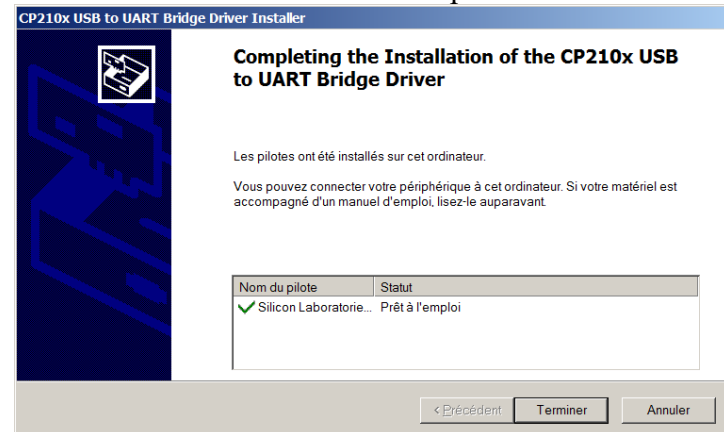 CP210x USB to UART Bridge Driver Installer
Completing the Installation of the CP210x USB
to UART Bridge Driver
Les pilotes ont été installés sur cet ordinateur.
Vous pouvez connecter votre périphérique à cet ordinateur. Si votre matériel est
accompagné d'un manuel d'emploi, lisez-le auparavant.
Nom du pilote Statut
Silicon Laboratorie... Prêt à l'emploi
< Précédent Terminer Annuler